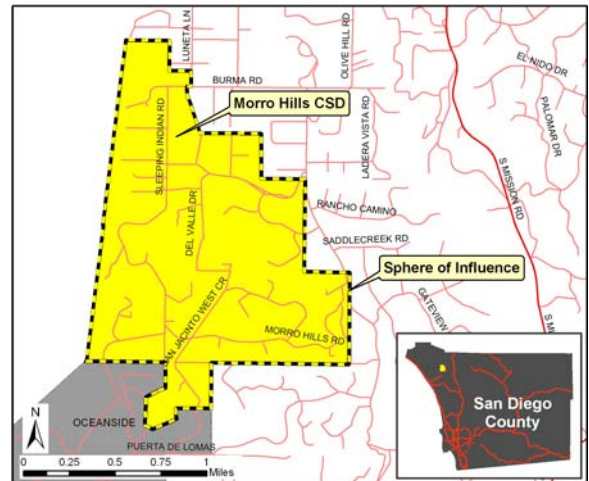 LUNETA LN
OLIVE HILL RD
BURMA RD
EL NIDO DR
Morro Hills CSD
SLEEPING INDIAN RD
LADERA VISTA RD
PALOMAR DR
S MISSION RD
RANCHO CAMINO
DEL VALLE DR
SADDLECREEK RD
Sphere of Influence
GATEVIEW
AN JACINTO WEST CR
MORRO HILLS RD
San Diego
County
N
OCEANSIDE
PUERTA DE LOMAS
0 0.25 0.5 0.75 1
Miles